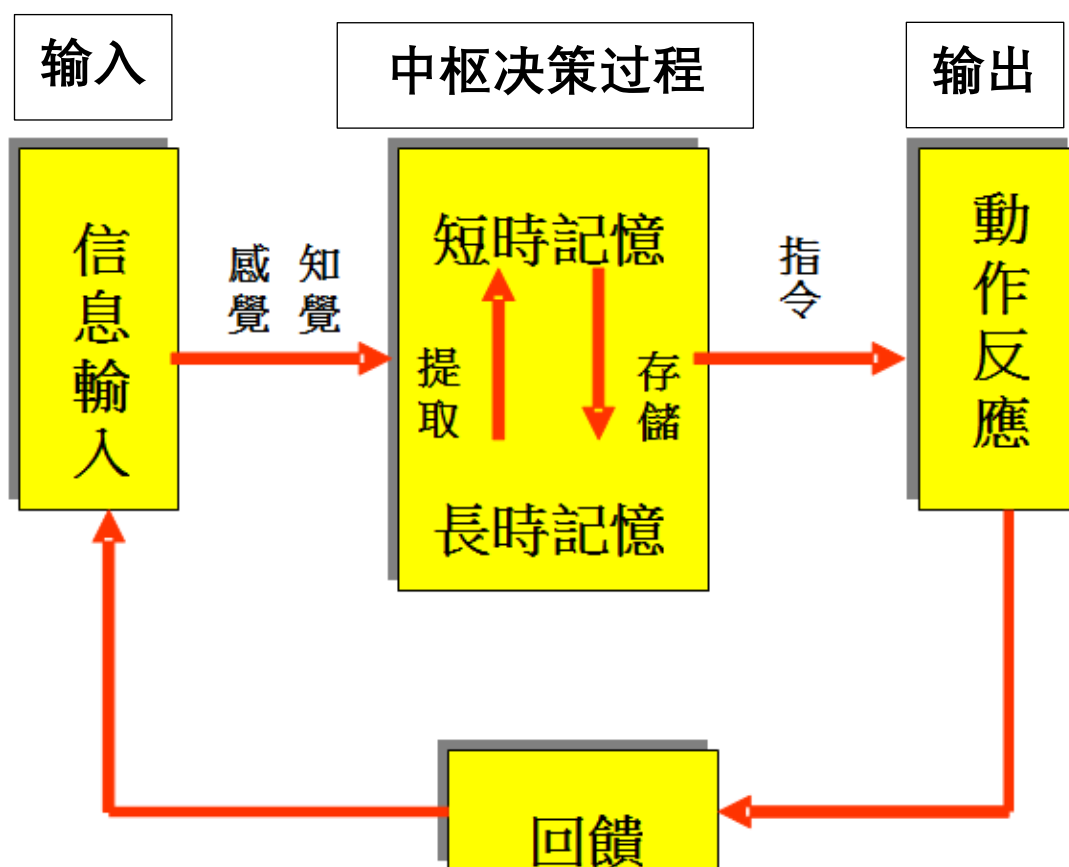 输入
中枢决策过程
输出
信息輸入
感覺
知覺
短時記憶
提取
存儲
長時記憶
指令
動作反應
回饋